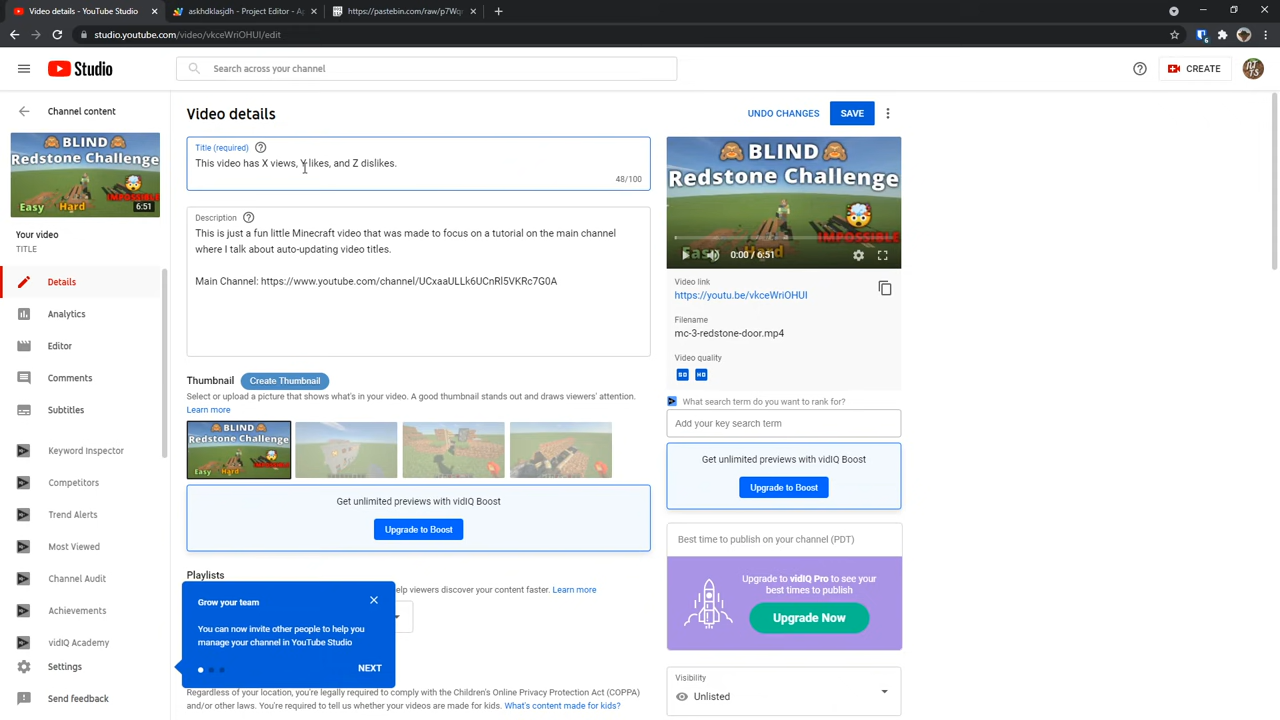 Video details - YouTube Studio
askhdklasjdh - Project Editor - Ap
https://pastebin.com/raw/p7Wq
studio.youtube.com/video/vkceWriOHUI/edit
Studio
Search across your channel
CREATE
Channel content
BLIND
Redstone Challenge
Easy Hard IMPOSSIBLE
6:51
Your video
TITLE
Details
Analytics
Editor
Comments
Subtitles
Keyword Inspector
Competitors
Trend Alerts
Most Viewed
Channel Audit
Achievements
vidIQ Academy
Settings
Send feedback
Video details
UNDO CHANGES
SAVE
Title (required)
This video has X views, Y likes, and Z dislikes.
48/100
Description
This is just a fun little Minecraft video that was made to focus on a tutorial on the main channel
where I talk about auto-updating video titles.
Main Channel: https://www.youtube.com/channel/UCxaaULLk6UCnRl5VKRc7G0A
Thumbnail
Create Thumbnail
Select or upload a picture that shows what's in your video. A good thumbnail stands out and draws viewers' attention.
Learn more
BLIND
Redstone Challenge
Easy Hard
Get unlimited previews with vidIQ Boost
Upgrade to Boost
Playlists
help viewers discover your content faster. Learn more
Grow your team
You can now invite other people to help you
manage your channel in YouTube Studio
NEXT
Regardless of your location, you're legally required to comply with the Children's Online Privacy Protection Act (COPPA)
and/or other laws. You're required to tell us whether your videos are made for kids. What's content made for kids?
BLIND
Redstone Challenge
Easy Hard IMPOSSIBLE
0:00 / 6:51
Video link
https://youtu.be/vkceWriOHUI
Filename
mc-3-redstone-door.mp4
Video quality
SD HD
What search term do you want to rank for?
Add your key search term
Get unlimited previews with vidIQ Boost
Upgrade to Boost
Best time to publish on your channel (PDT)
Upgrade to vidIQ Pro to see your
best times to publish
Upgrade Now
Visibility
Unlisted